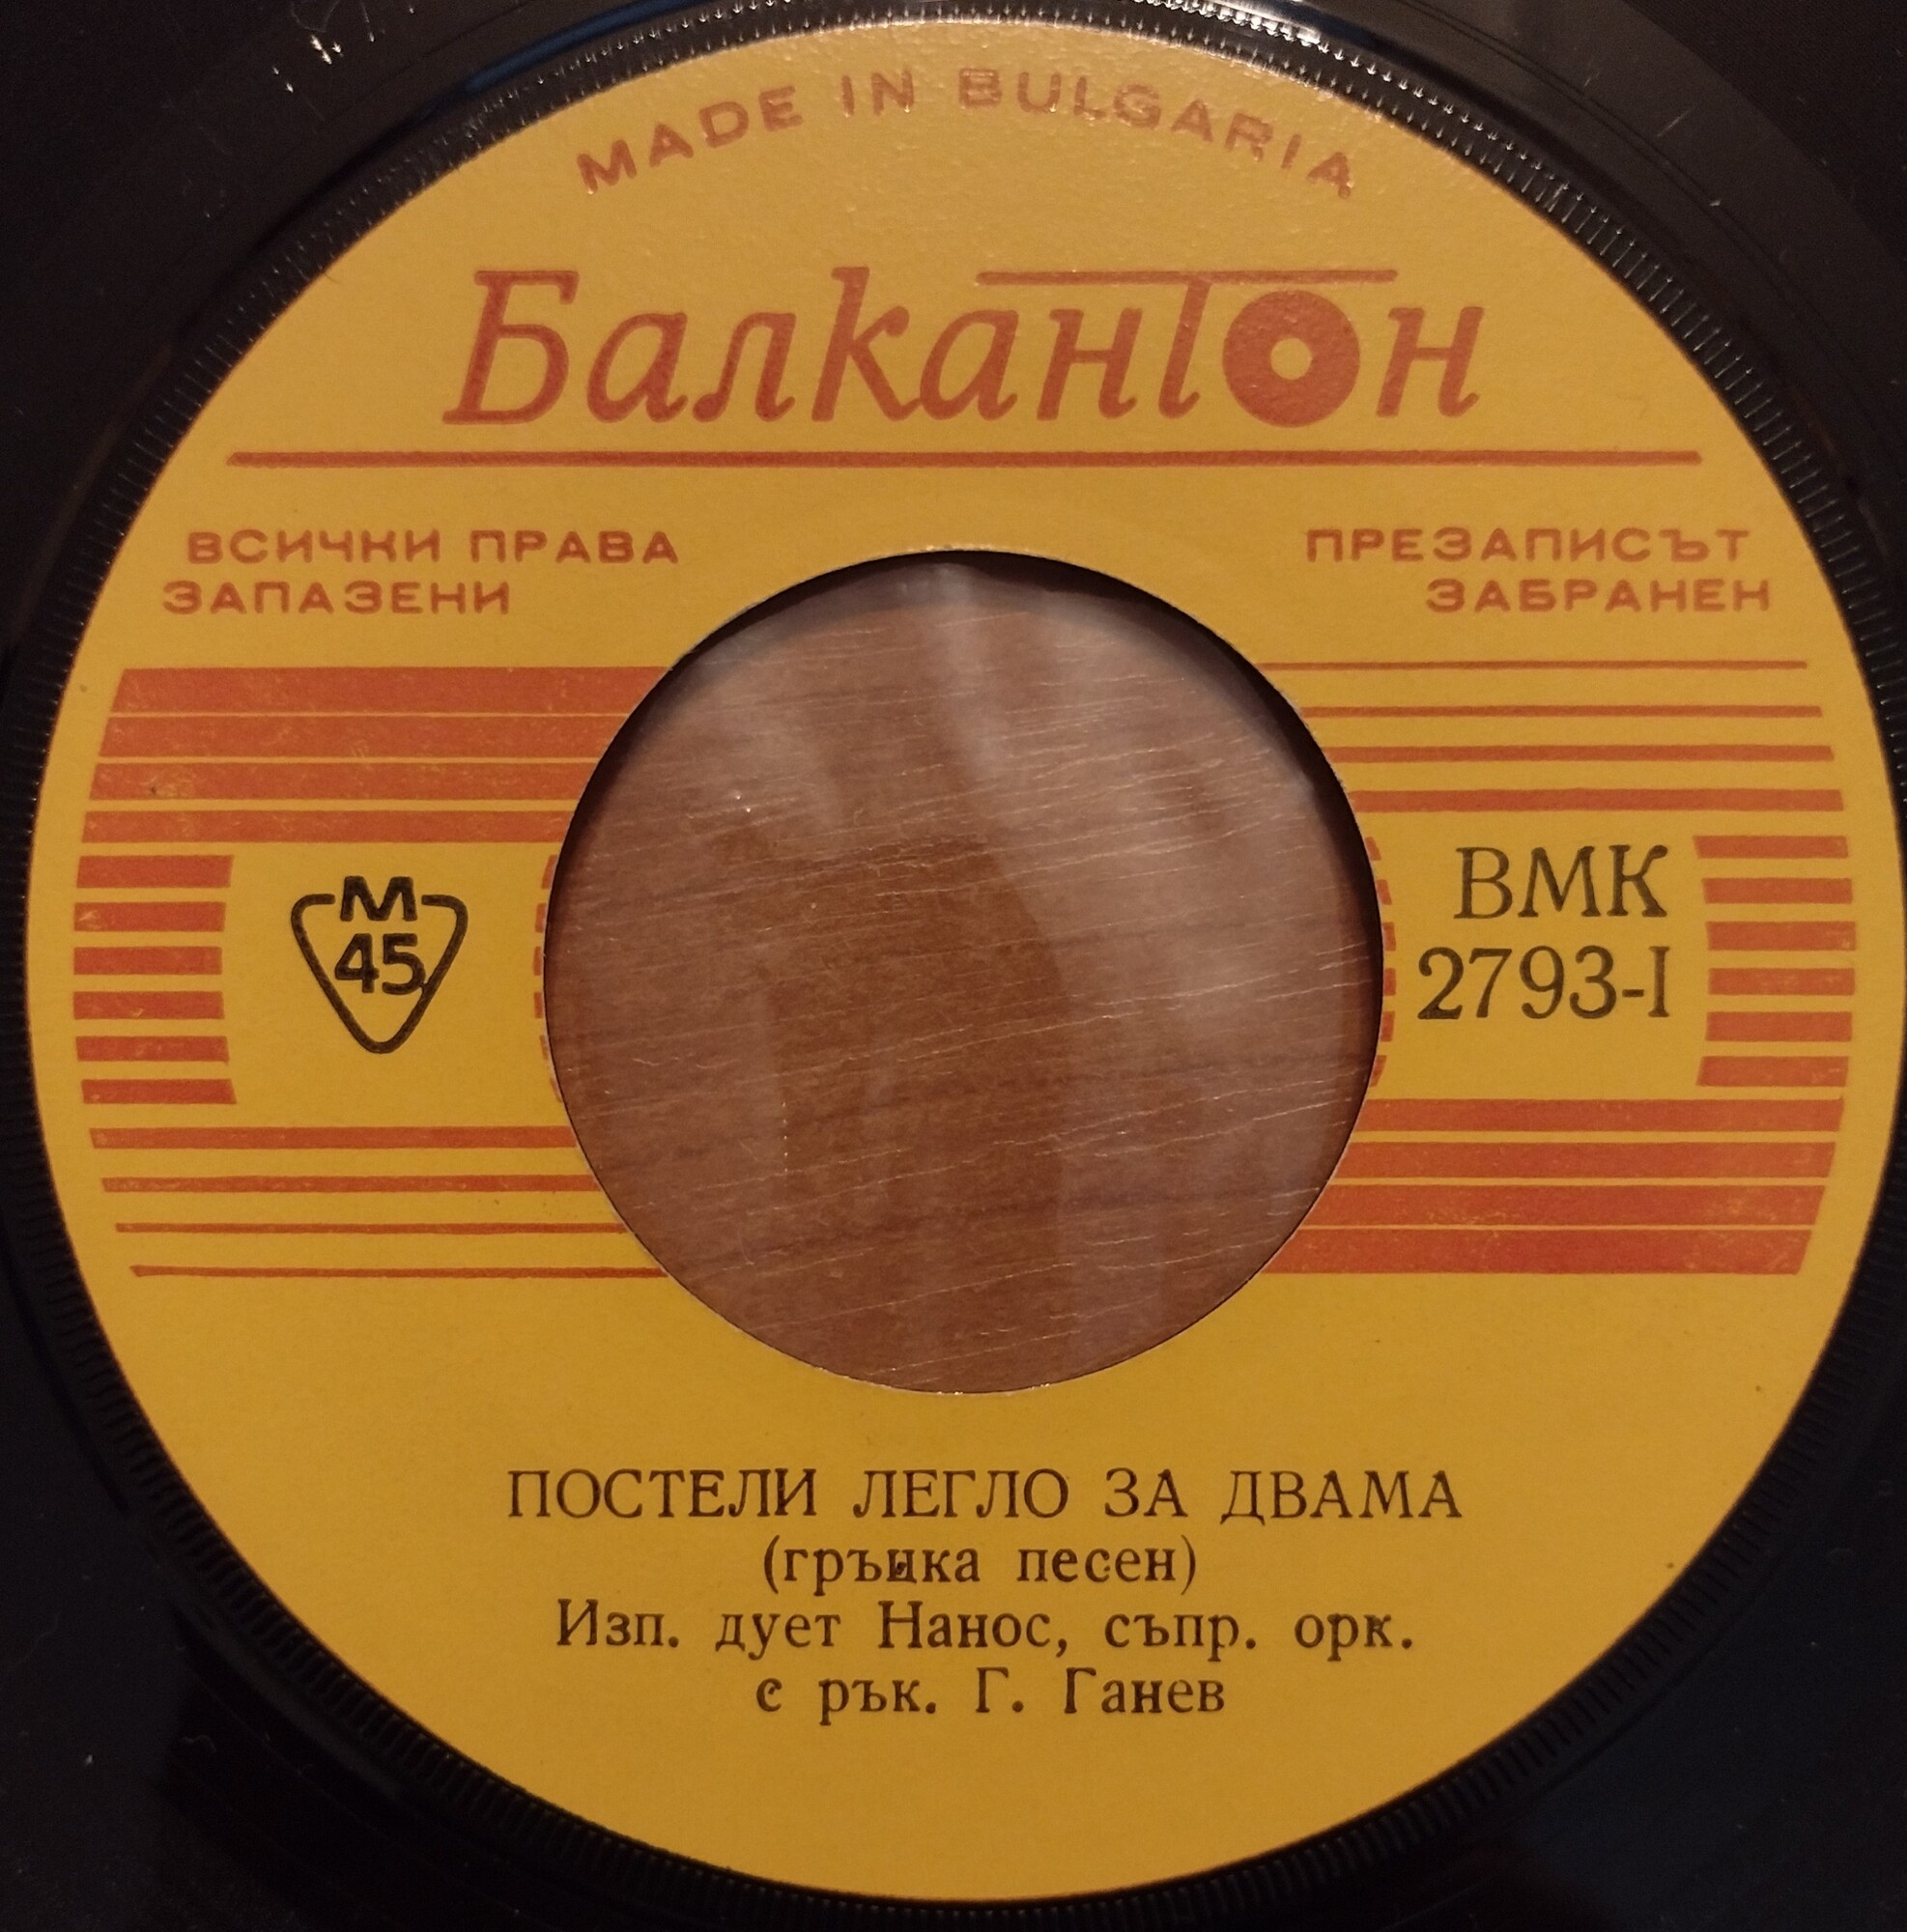 MADE IN BULGARIA
Балкантон
ВСИЧКИ ПРАВА
ЗАПАЗЕНИ
ПРЕЗАПИСЪТ
ЗАБРАНЕН
М
45
ВМК
2793-I
ПОСТЕЛИ ЛЕГЛО ЗА ДВАМА
(гръцка песен)
Изп. дует Нанос, съпр. орк.
с рък. Г. Ганев